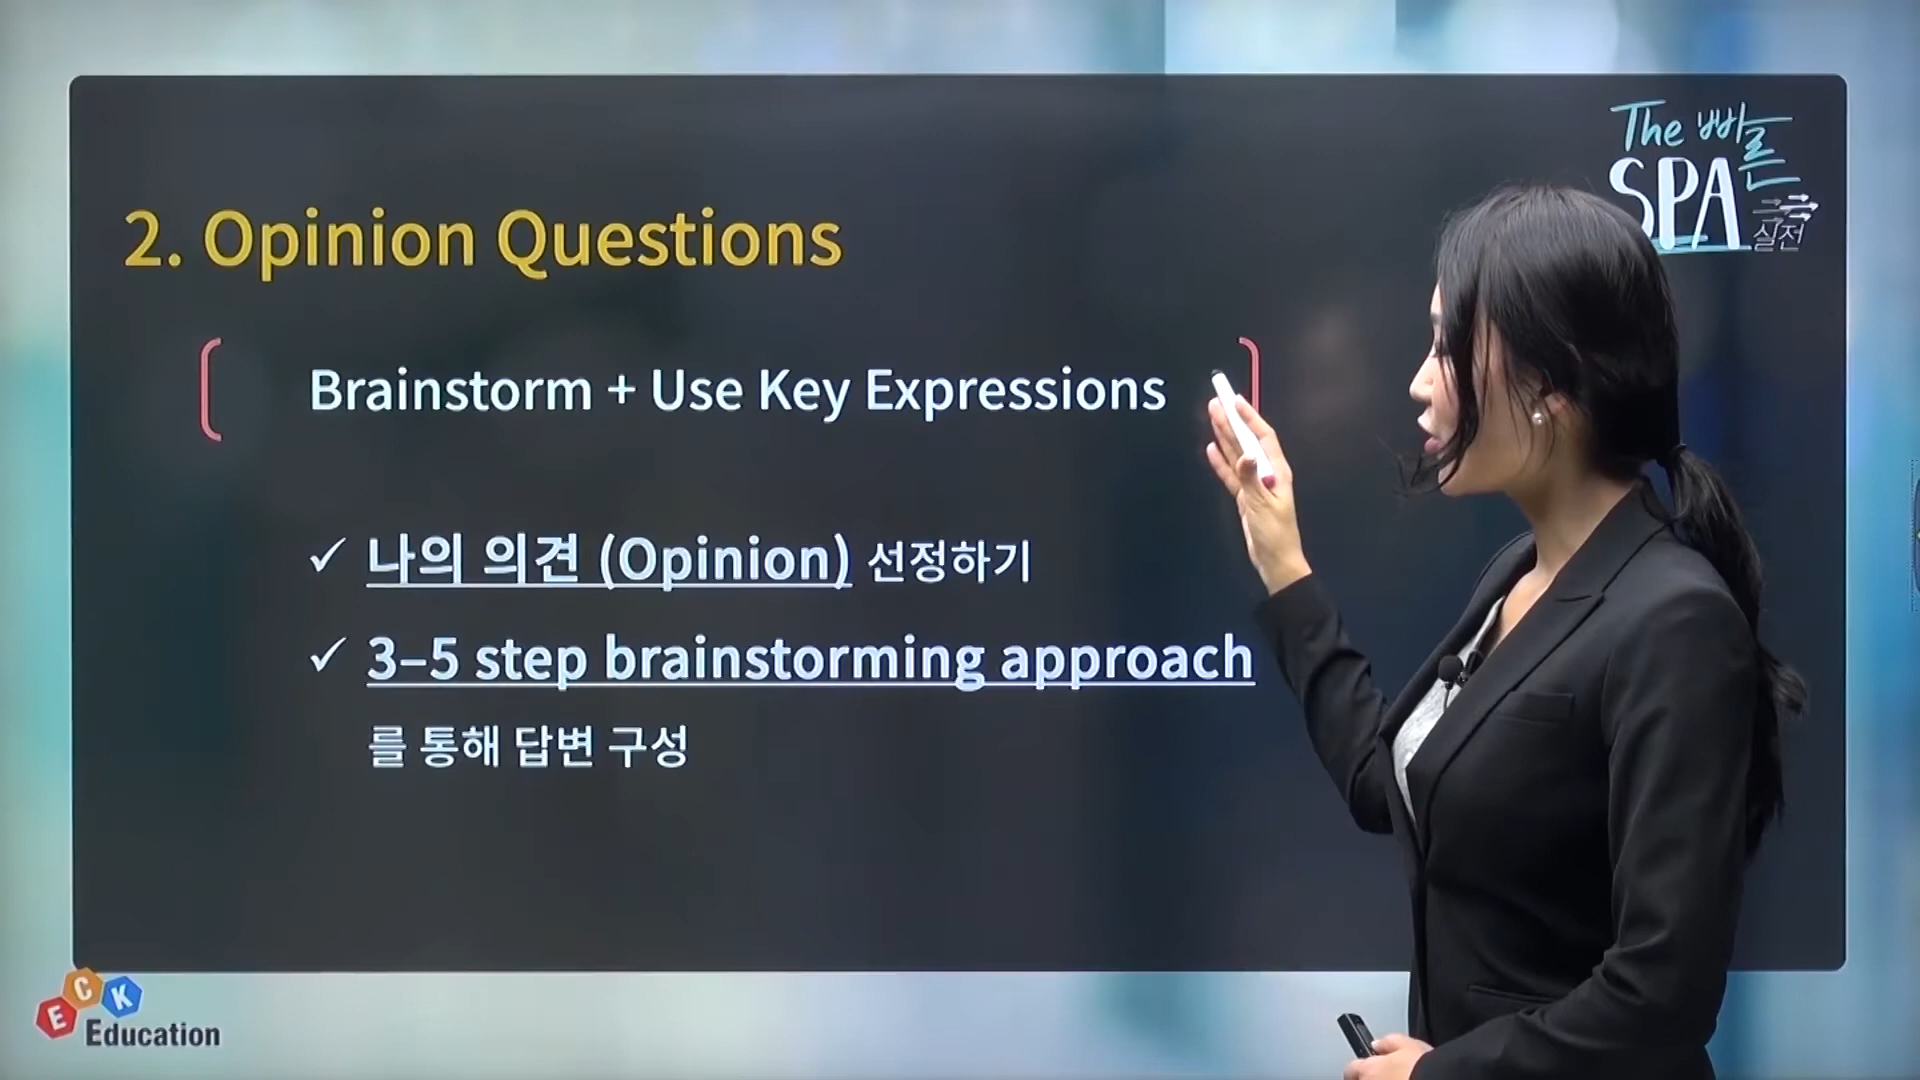 The 빠른
SPA
실전
2. Opinion Questions
Brainstorm + Use Key Expressions
✓ 나의 의견 (Opinion) 선정하기
✓ 3–5 step brainstorming approach
를 통해 답변 구성
ECK
Education